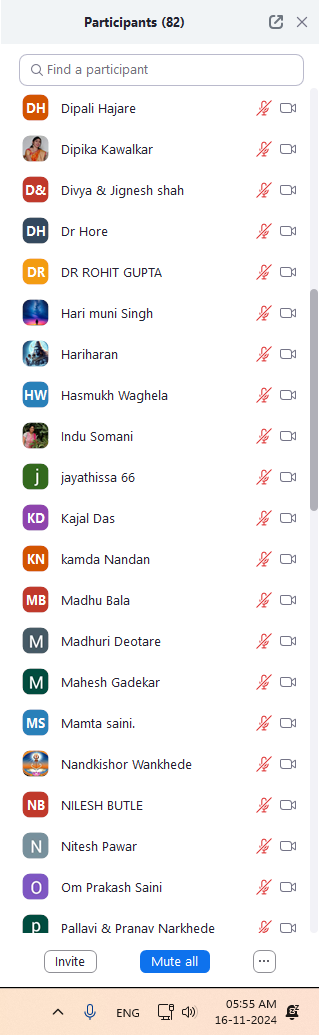 Participants (82)
Find a participant
DH Dipali Hajare
Dipika Kawalkar
D& Divya & Jignesh shah
DH Dr Hore
DR DR ROHIT GUPTA
Hari muni Singh
Hariharan
HW Hasmukh Waghela
Indu Somani
j jayathissa 66
KD Kajal Das
KN kamda Nandan
MB Madhu Bala
M Madhuri Deotare
M Mahesh Gadekar
MS Mamta saini.
Nandkishor Wankhede
NB NILESH BUTLE
N Nitesh Pawar
O Om Prakash Saini
p Pallavi & Pranav Narkhede
Invite Mute all ...
ENG 05:55 AM
16-11-2024